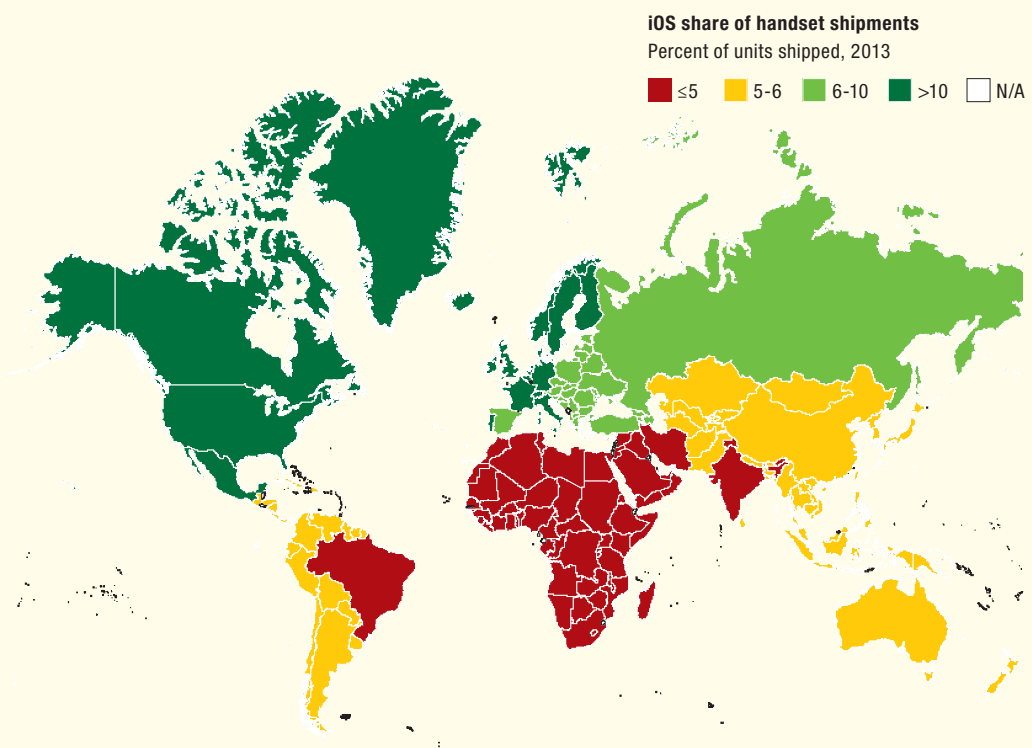 iOS share of handset shipments
Percent of units shipped, 2013
≤5 5-6 6-10 >10 N/A